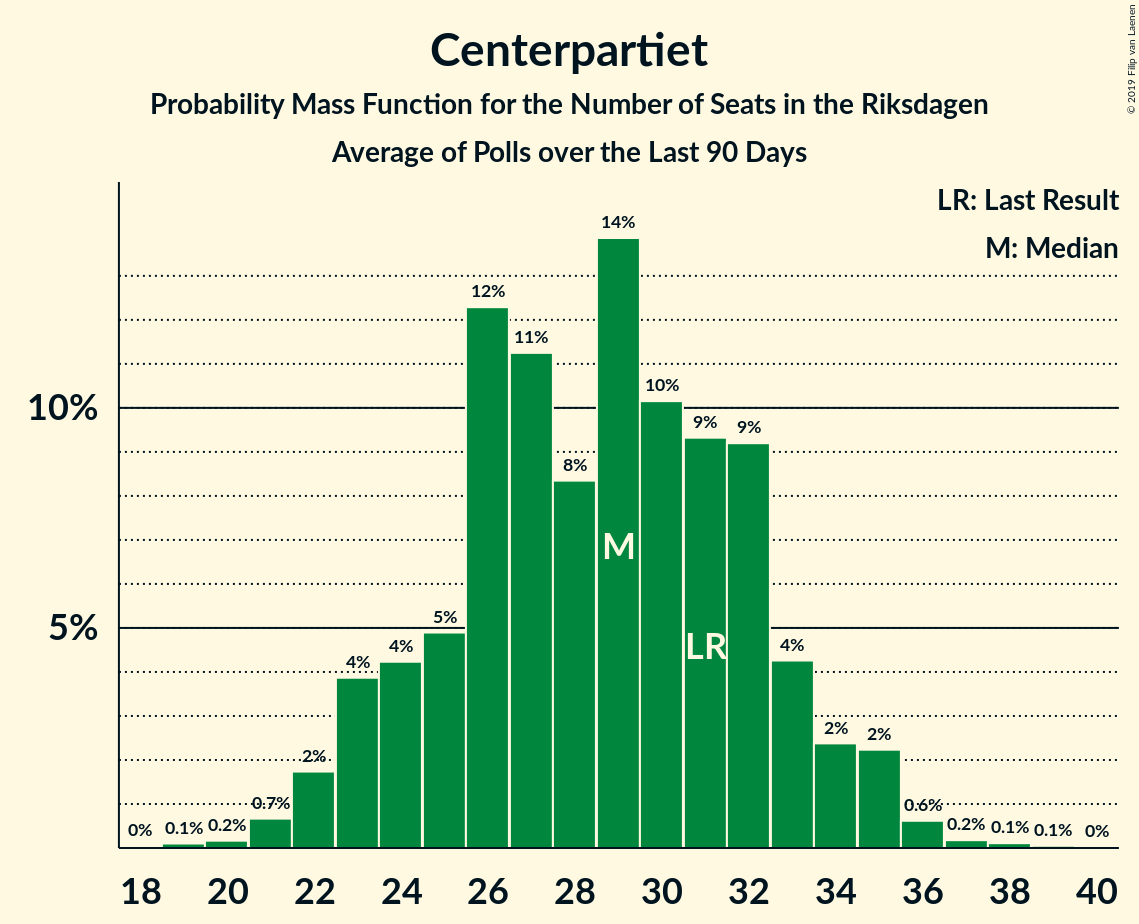 Centerpartiet
Probability Mass Function for the Number of Seats in the Riksdagen
Average of Polls over the Last 90 Days
© 2019 Filip van Laenen
LR: Last Result
M: Median
14%
12%
11%
10%
10%
9%
9%
8%
M
5%
5%
LR
4%
4%
4%
2%
2%
2%
0.7%
0.6%
0%
0.1%
0.2%
0.2%
0.1%
0.1%
0%
18 20 22 24 26 28 30 32 34 36 38 40